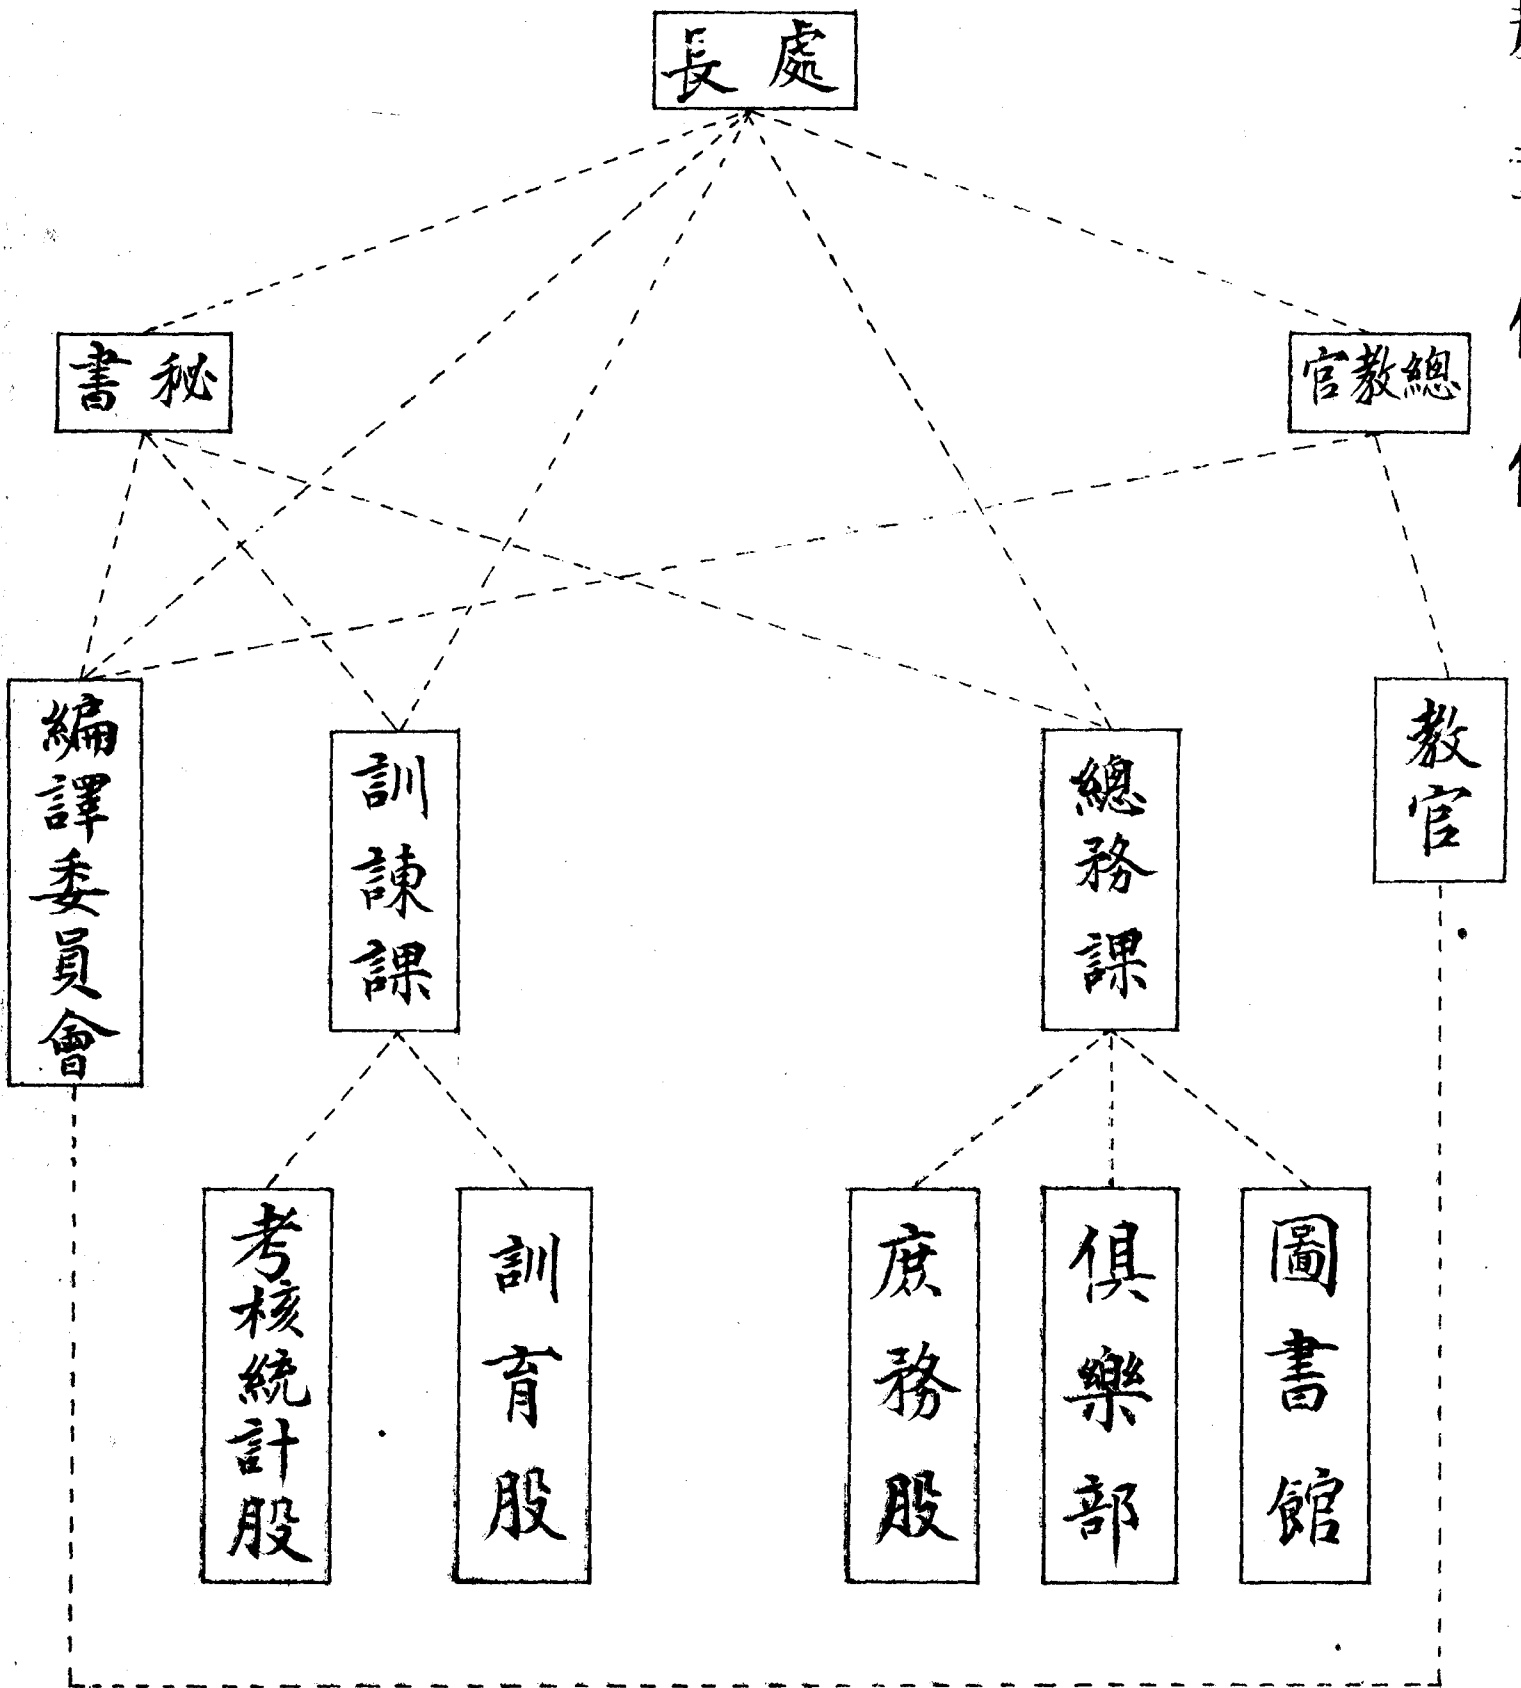 處長
總教官
秘書
教官
總務課
訓諫課
編譯委員會
圖書館
俱樂部
庶務股
訓育股
考核統計股